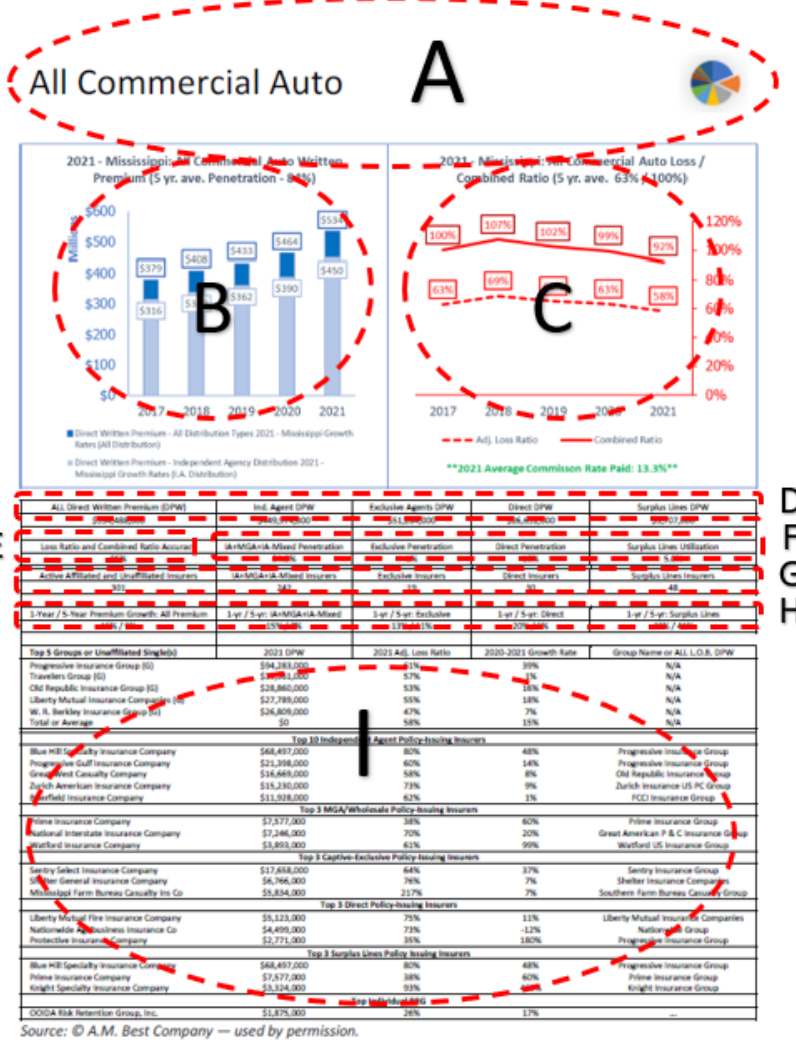 All Commercial Auto
A
2021 - Mississippi: All Commercial Auto Written
Premium (5 yr. ave. Penetration - 84%)
Millions
$600
$500
$400
$300
$200
$100
$0
$379
$408
$433
$464
$534
$316
$362
$390
$450
B
2017 2018 2019 2020 2021
Direct Written Premium - All Distribution Types 2021 - Mississippi Growth
Rates (All Distribution)
Direct Written Premium - Independent Agency Distribution 2021 -
Mississippi Growth Rates (I.A. Distribution)
2021 - Mississippi: All Commercial Auto Loss /
Combined Ratio (5 yr. ave. 63% / 100%)
120%
100%
80%
60%
40%
20%
0%
100% 107% 102% 99% 92%
63% 69% 63% 58%
C
2017 2018 2019 2020 2021
Adj. Loss Ratio Combined Ratio
**2021 Average Commisson Rate Paid: 13.3%**
D
ALL Direct Written Premium (DPW) Ind. Agent DPW Exclusive Agents DPW Direct DPW Surplus Lines DPW
F
Loss Ratio and Combined Ratio Accurac IA+MGA+IA-Mixed Penetration Exclusive Penetration Direct Penetration Surplus Lines Utilization
G
Active Affiliated and Unaffiliated Insurers IA+MGA+IA-Mixed Insurers Exclusive Insurers Direct Insurers Surplus Lines Insurers
301 242 19 30 48
H
1-Year / 5-Year Premium Growth: All Premium 1-yr / 5-yr: IA+MGA+IA-Mixed 1-yr / 5-yr: Exclusive 1-yr / 5-yr: Direct 1-yr / 5-yr: Surplus Lines
Top 5 Groups or Unaffiliated Single(s) 2021 DPW 2021 Adj. Loss Ratio 2020-2021 Growth Rate Group Name or ALL L.O.B. DPW
Progressive Insurance Group (G) $94,283,000 39% N/A
Travelers Group (G) 57% 1% N/A
Old Republic Insurance Group (G) $28,860,000 53% 16% N/A
Liberty Mutual Insurance Companies (G) $27,789,000 55% 18% N/A
W. R. Berkley Insurance Group (G) $26,809,000 47% 7% N/A
Total or Average $0 58% 15% N/A
I
Top 10 Independent Agent Policy-Issuing Insurers
Blue Hill Specialty Insurance Company $68,497,000 80% 48% Progressive Insurance Group
Progressive Gulf Insurance Company $21,398,000 60% 14% Progressive Insurance Group
Great West Casualty Company $16,669,000 58% 8% Old Republic Insurance Group
Zurich American Insurance Company $15,230,000 73% 9% Zurich Insurance US PC Group
Brierfield Insurance Company $11,928,000 62% 1% FCCI Insurance Group
Top 3 MGA/Wholesale Policy-Issuing Insurers
Prime Insurance Company $7,577,000 38% 60% Prime Insurance Group
National Interstate Insurance Company $7,246,000 70% 20% Great American P & C Insurance Group
Watford Insurance Company $3,893,000 61% 99% Watford US Insurance Group
Top 3 Captive-Exclusive Policy-Issuing Insurers
Sentry Select Insurance Company $17,658,000 64% 37% Sentry Insurance Group
Shelter General Insurance Company $6,766,000 76% 7% Shelter Insurance Companies
Mississippi Farm Bureau Casualty Ins Co $5,834,000 217% 7% Southern Farm Bureau Casualty Group
Top 3 Direct Policy-Issuing Insurers
Liberty Mutual Fire Insurance Company $5,123,000 75% 11% Liberty Mutual Insurance Companies
Nationwide Agribusiness Insurance Co $4,499,000 73% -12% Nationwide Group
Protective Insurance Company $2,771,000 35% 180%
Top 3 Surplus Lines Policy Issuing Insurers
Blue Hill Specialty Insurance Company $68,497,000 80% 48% Progressive Insurance Group
Prime Insurance Company $7,577,000 38% 60% Prime Insurance Group
Knight Specialty Insurance Company $3,324,000 93% Knight Insurance Group
Top Individual RRG
OOIDA Risk Retention Group, Inc. $1,875,000 26% 17% ...
Source: © A.M. Best Company — used by permission.